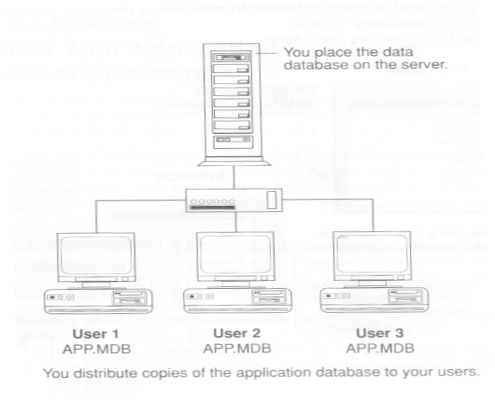 You place the data
database on the server.
User 1
APP.MDB
User 2
APP.MDB
User 3
APP.MDB
You distribute copies of the application database to your users.